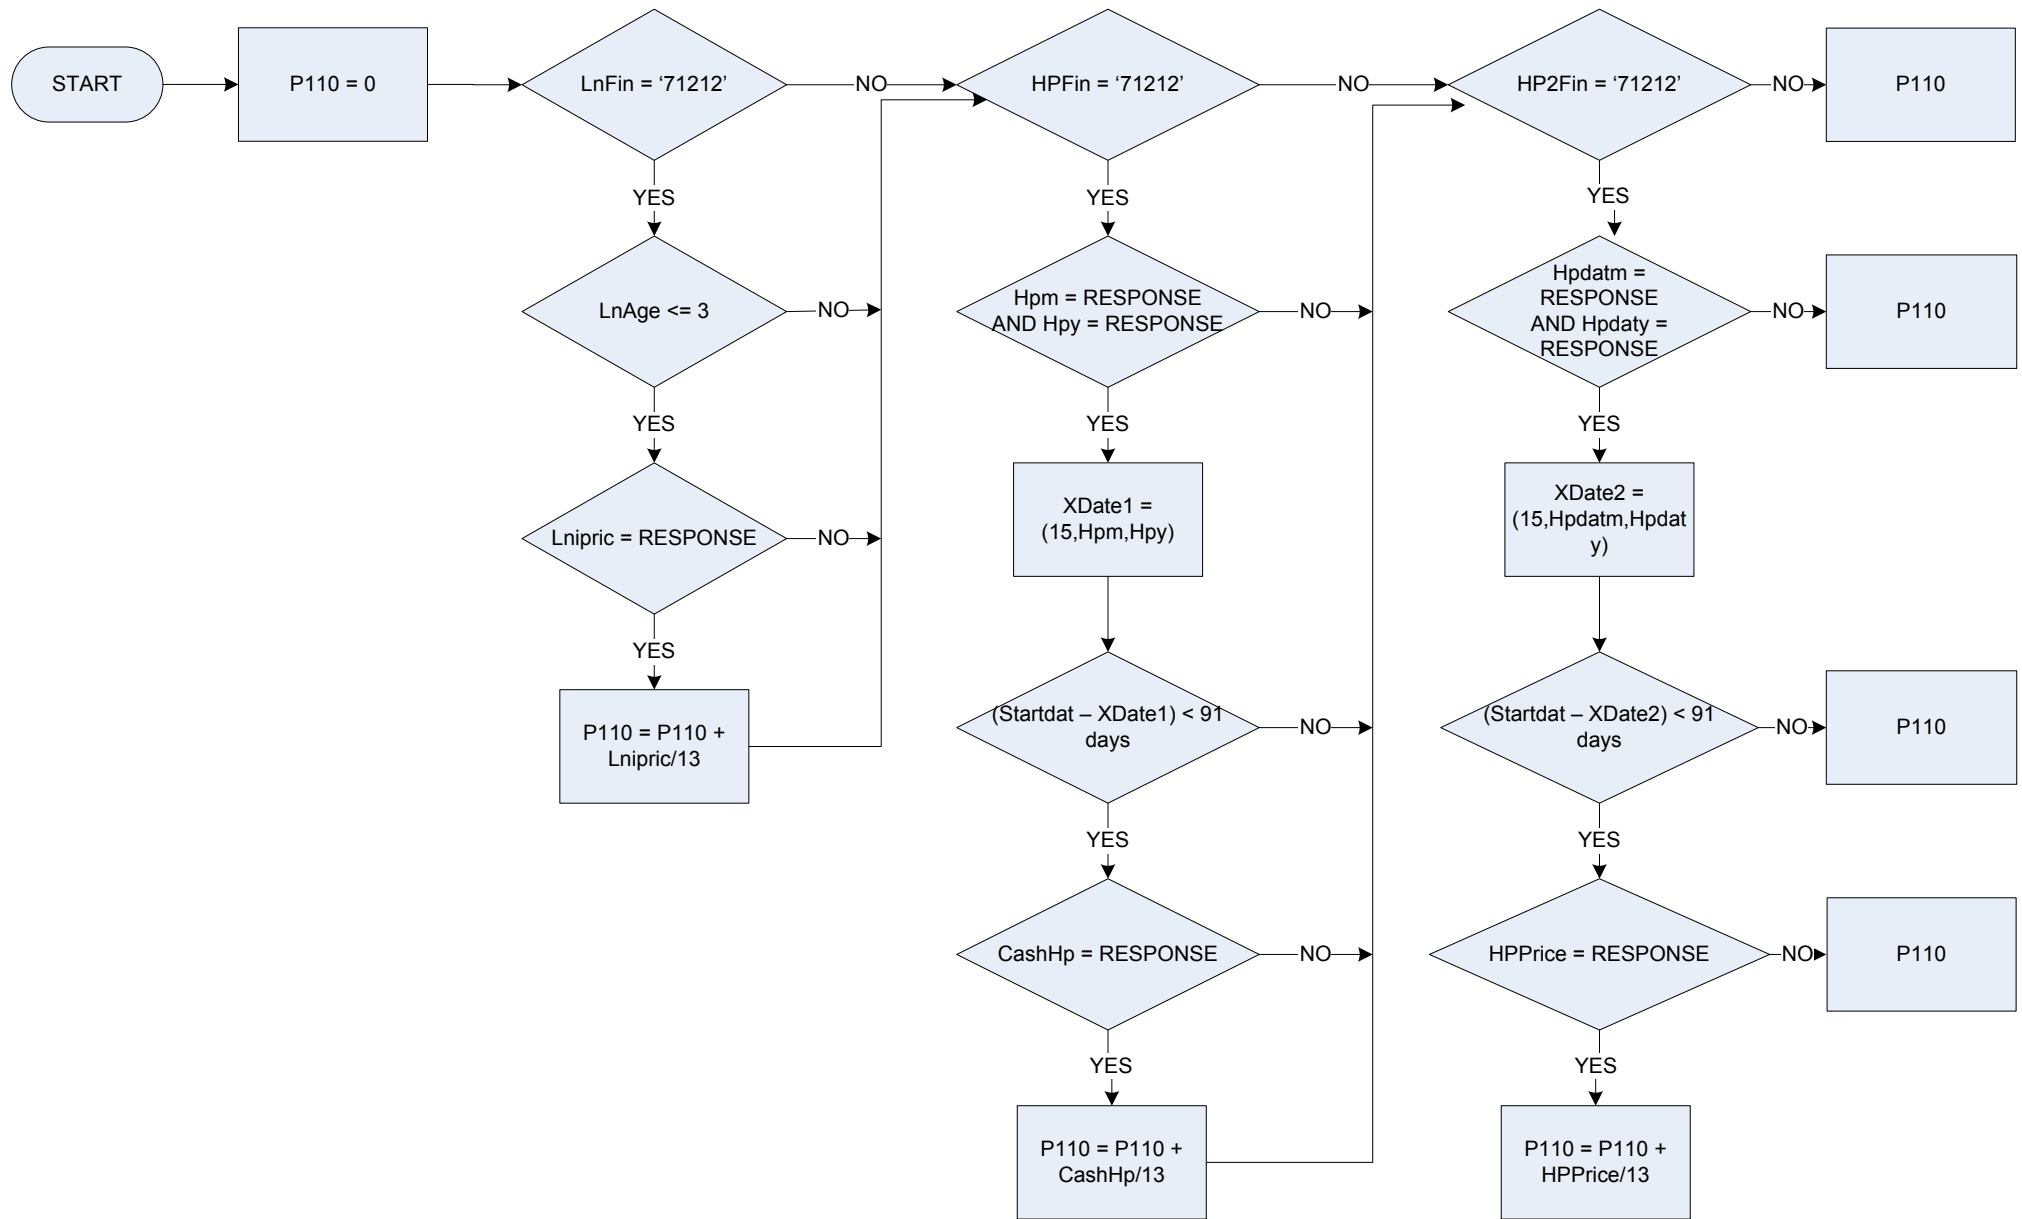 START
P110 = 0
LnFin = ‘71212’
NO
HPFin = ‘71212’
NO
HP2Fin = ‘71212’
NO
P110
YES
YES
YES
LnAge <= 3
NO
Hpm = RESPONSE
AND Hpy = RESPONSE
NO
Hpdatm =
RESPONSE
AND Hpdaty =
RESPONSE
NO
P110
YES
YES
YES
Lnipric = RESPONSE
NO
XDate1 =
(15,Hpm,Hpy)
XDate2 =
(15,Hpdatm,Hpdat
y)
YES
P110 = P110 +
Lnipric/13
(Startdat – XDate1) < 91
days
NO
(Startdat – XDate2) < 91
days
NO
P110
YES
YES
CashHp = RESPONSE
NO
HPPrice = RESPONSE
NO
P110
YES
YES
P110 = P110 +
CashHp/13
P110 = P110 +
HPPrice/13